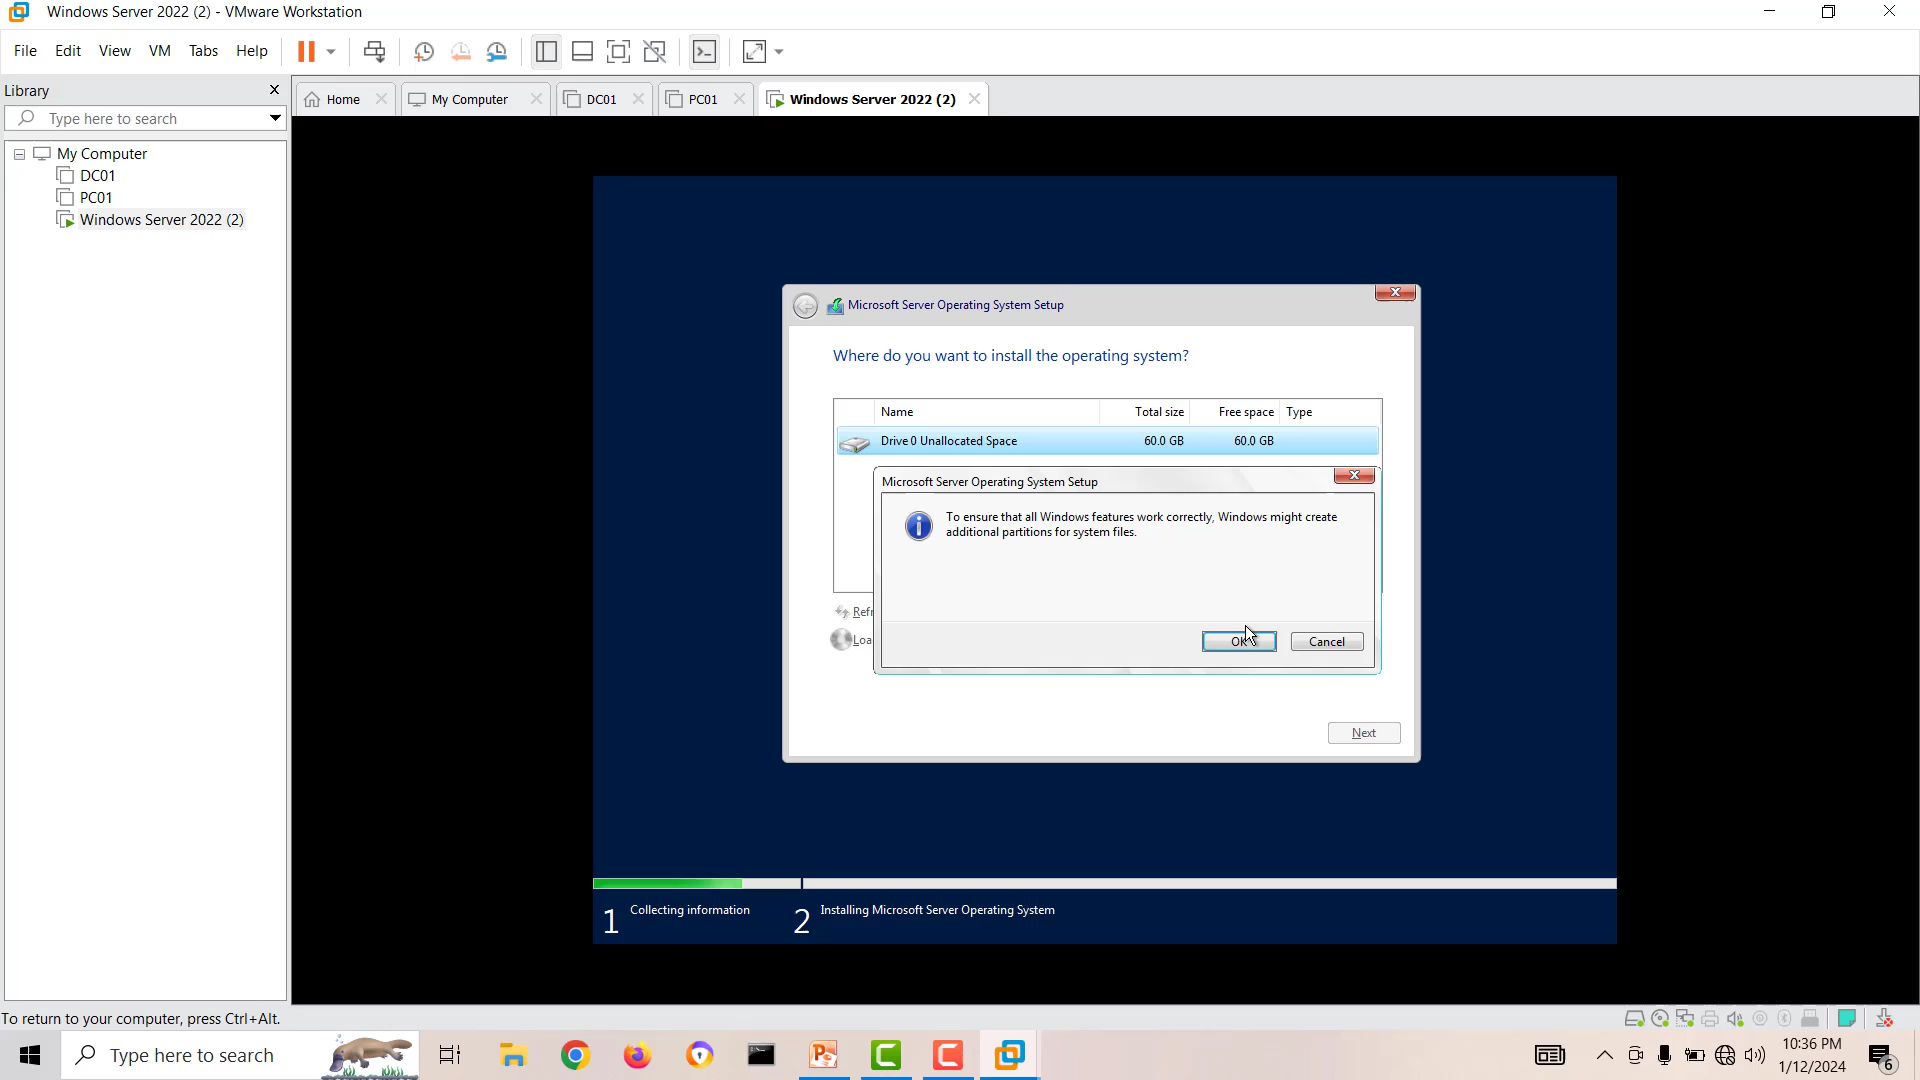 Windows Server 2022 (2) - VMware Workstation
File Edit View VM Tabs Help
Library
Home My Computer DC01 PC01 Windows Server 2022 (2)
Type here to search
My Computer
DC01
PC01
Windows Server 2022 (2)
Microsoft Server Operating System Setup
Where do you want to install the operating system?
Name Total size Free space Type
Drive 0 Unallocated Space 60.0 GB 60.0 GB
Microsoft Server Operating System Setup
To ensure that all Windows features work correctly, Windows might create
additional partitions for system files.
Refr
Loa
OK Cancel
Next
1 Collecting information 2 Installing Microsoft Server Operating System
To return to your computer, press Ctrl+Alt.
Type here to search
10:36 PM
1/12/2024
6